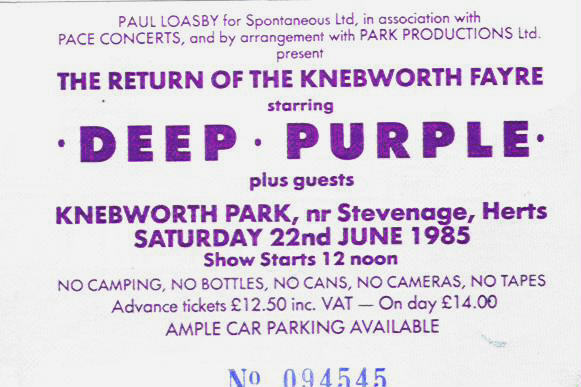 PAUL LOASBY for Spontaneous Ltd, in association with
PACE CONCERTS, and by arrangement with PARK PRODUCTIONS Ltd.
present
THE RETURN OF THE KNEBWORTH FAYRE
starring
· DEEP · PURPLE ·
plus guests
KNEBWORTH PARK, nr Stevenage, Herts
SATURDAY 22nd JUNE 1985
Show Starts 12 noon
NO CAMPING, NO BOTTLES, NO CANS, NO CAMERAS, NO TAPES
Advance tickets £12.50 inc. VAT — On day £14.00
AMPLE CAR PARKING AVAILABLE
Nº 094545